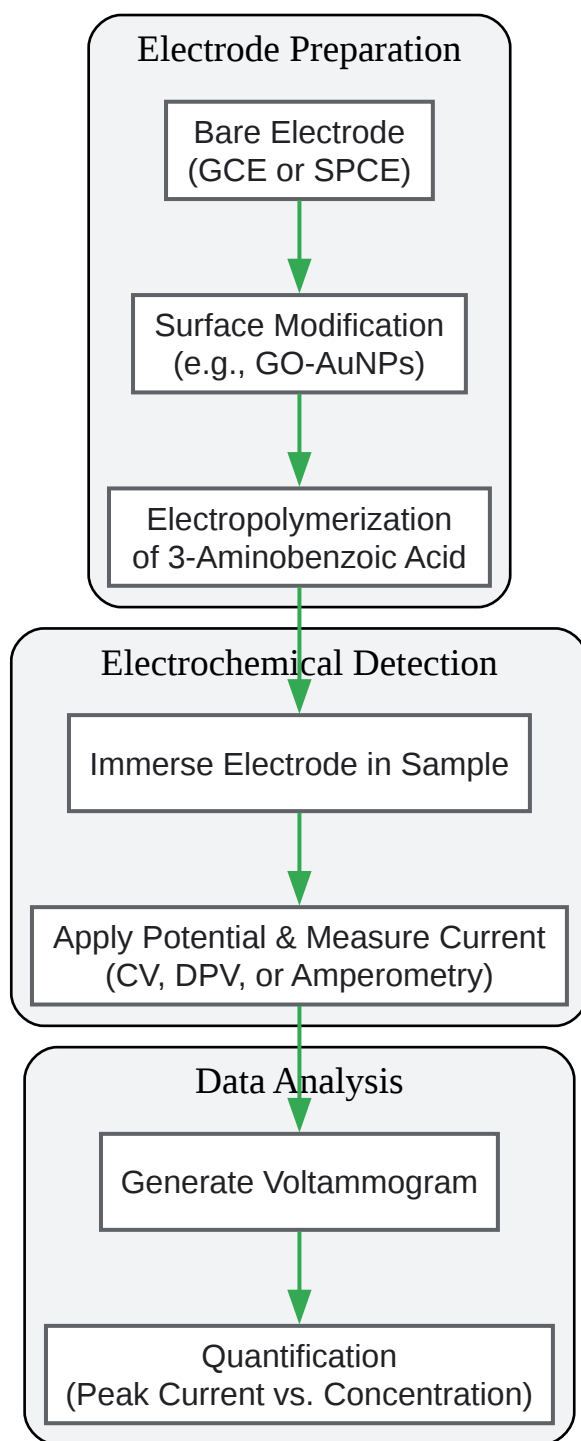 Electrode Preparation
Bare Electrode
(GCE or SPCE)
Surface Modification
(e.g., GO-AuNPs)
Electropolymerization
of 3-Aminobenzoic Acid
Electrochemical Detection
Immerse Electrode in Sample
Apply Potential & Measure Current
(CV, DPV, or Amperometry)
Data Analysis
Generate Voltammogram
Quantification
(Peak Current vs. Concentration)